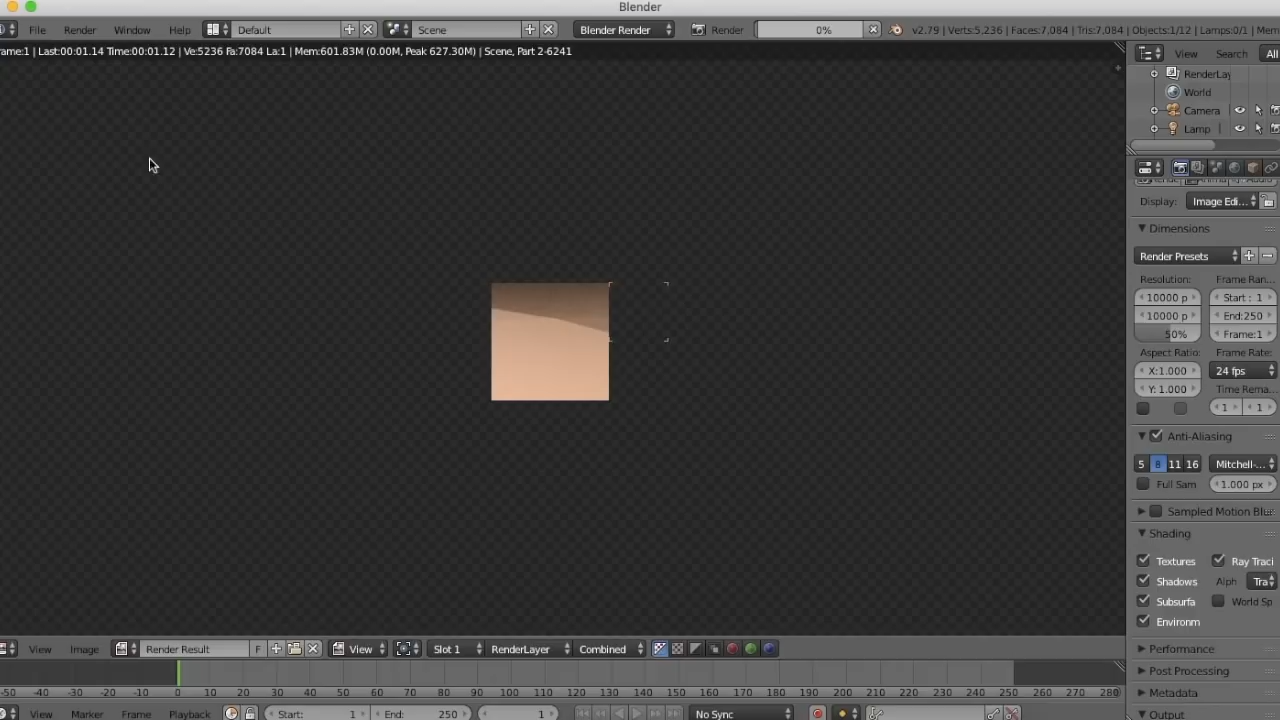 Blender
File Render Window Help Default Scene Blender Render Render 0% v2.79 | Verts:5,236 | Faces:7,084 | Tris:7,084 | Objects:1/12 | Lamps:0/1 | Mem
rame:1 | Last:00:01.14 Time:00:01.12 | Ve:5236 Fa:7084 La:1 | Mem:601.83M (0.00M, Peak 627.30M) | Scene, Part 2-6241
View Search All
RenderLay
World
Camera
Lamp
Display: Image Edi...
Dimensions
Render Presets
Resolution: Frame Ran...
10000 p Start : 1
10000 p End:250
50% Frame:1
Aspect Ratio: Frame Rate:
X:1.000 24 fps
Y: 1.000 Time Rema...
1 1
Anti-Aliasing
5 8 11 16 Mitchell-...
Full Sam 1.000 px
Sampled Motion Blu
Shading
Textures Ray Traci
Shadows Alph Tra
Subsurfa World Sp
Environm
Performance
Post Processing
Metadata
Output
View Image Render Result F View Slot 1 RenderLayer Combined
-50 -40 -30 -20 -10 0 10 20 30 40 50 60 70 80 90 100 110 120 130 140 150 160 170 180 190 200 210 220 230 240 250 260 270 280
View Marker Frame Playback Start: 1 End: 250 1 No Sync